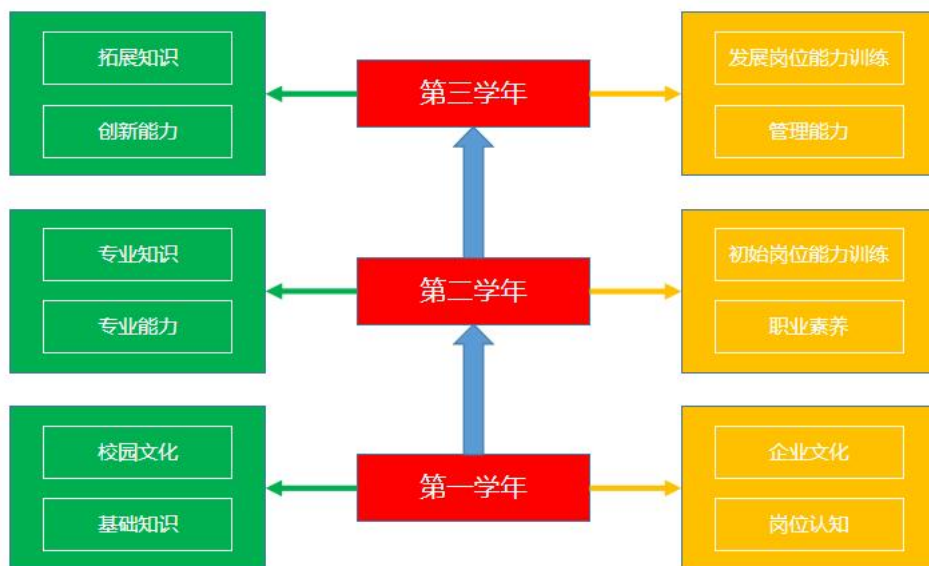 拓展知识
创新能力
第三学年
发展岗位能力训练
管理能力
专业知识
专业能力
第二学年
初始岗位能力训练
职业素养
校园文化
基础知识
第一学年
企业文化
岗位认知